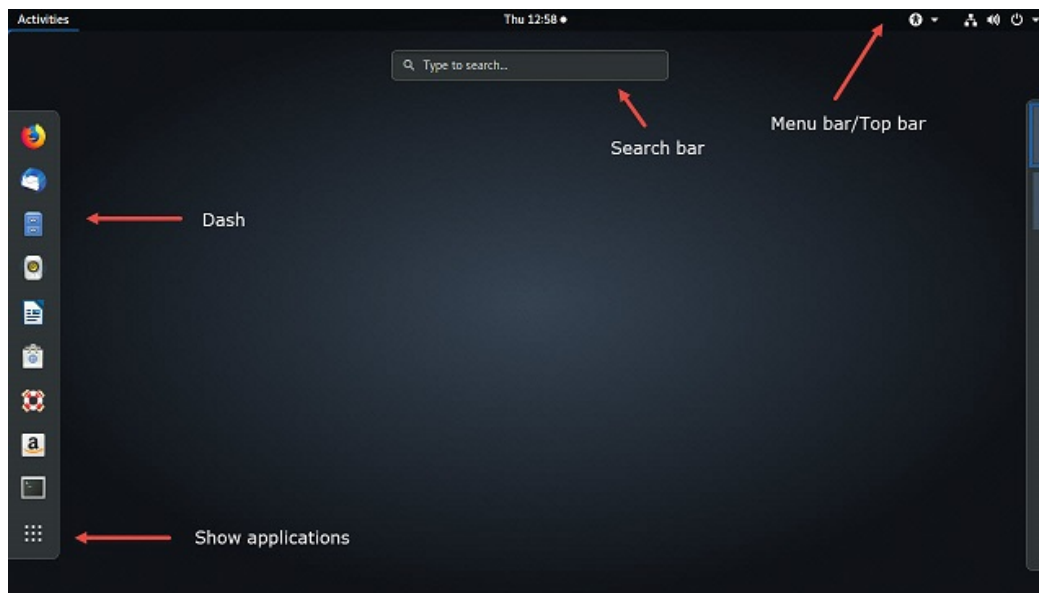 Activities
Thu 12:58
Type to search...
Menu bar/Top bar
Search bar
Dash
a
Show applications